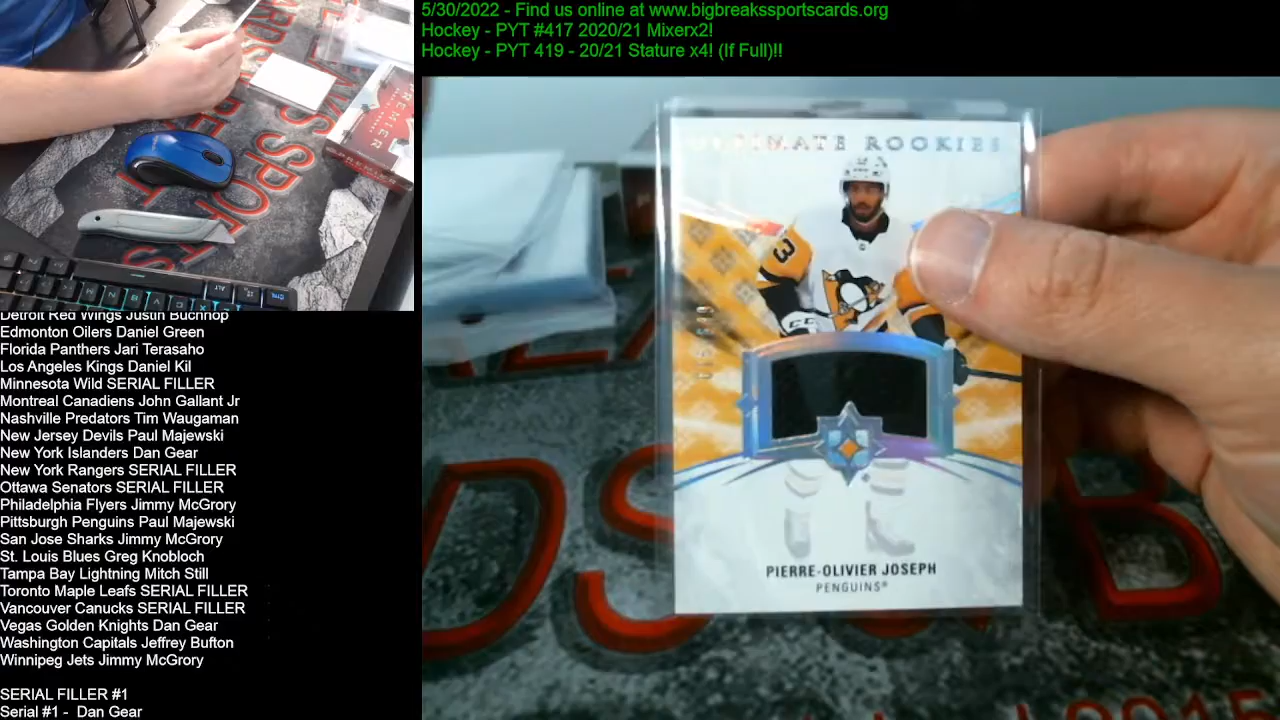 5/30/2022 - Find us online at www.bigbreakssportscards.org
Hockey - PYT #417 2020/21 Mixerx2!
Hockey - PYT 419 - 20/21 Stature x4! (If Full)!!
ULTIMATE ROOKIES
PIERRE-OLIVIER JOSEPH
PENGUINS®
Detroit Red Wings Justin Buchhop
Edmonton Oilers Daniel Green
Florida Panthers Jari Terasaho
Los Angeles Kings Daniel Kil
Minnesota Wild SERIAL FILLER
Montreal Canadiens John Gallant Jr
Nashville Predators Tim Waugaman
New Jersey Devils Paul Majewski
New York Islanders Dan Gear
New York Rangers SERIAL FILLER
Ottawa Senators SERIAL FILLER
Philadelphia Flyers Jimmy McGrory
Pittsburgh Penguins Paul Majewski
San Jose Sharks Jimmy McGrory
St. Louis Blues Greg Knobloch
Tampa Bay Lightning Mitch Still
Toronto Maple Leafs SERIAL FILLER
Vancouver Canucks SERIAL FILLER
Vegas Golden Knights Dan Gear
Washington Capitals Jeffrey Bufton
Winnipeg Jets Jimmy McGrory
SERIAL FILLER #1
Serial #1 - Dan Gear